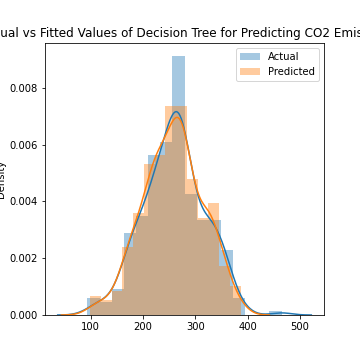 ual vs Fitted Values of Decision Tree for Predicting CO2 Emis
Actual
Predicted
Density
0.008
0.006
0.004
0.002
0.000
100 200 300 400 500